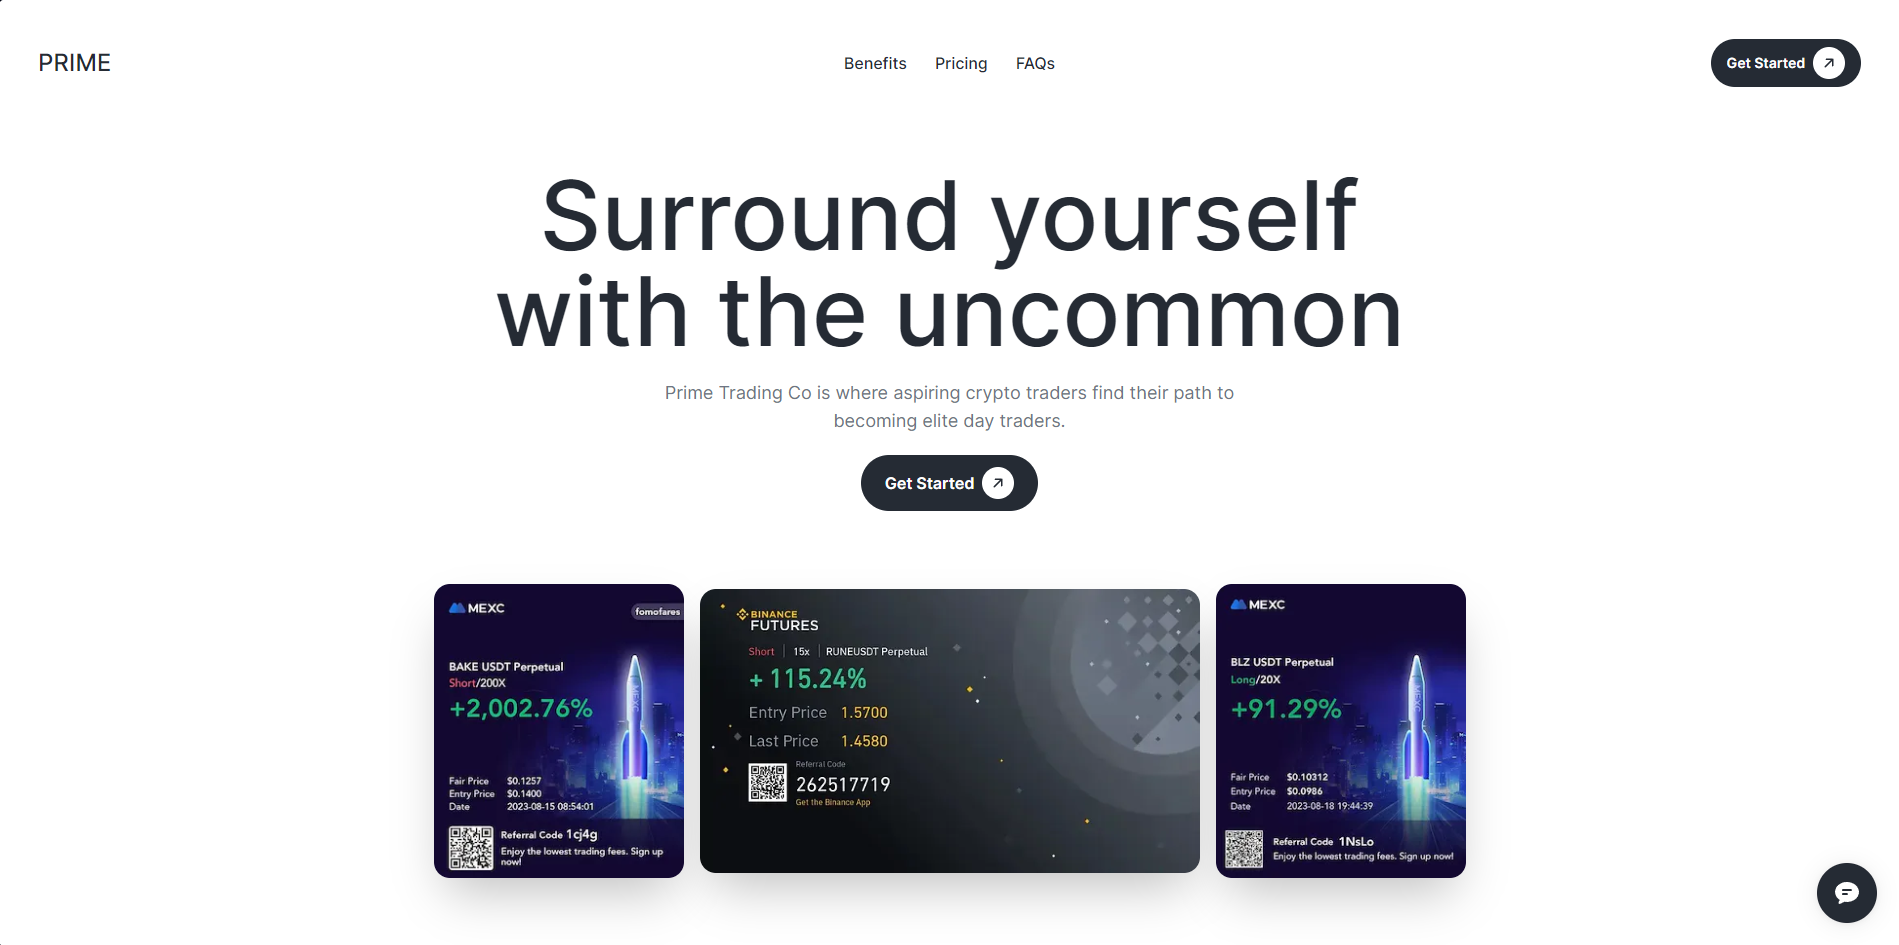 PRIME
Benefits
Pricing
FAQs
Get Started
Surround yourself
with the uncommon
Prime Trading Co is where aspiring crypto traders find their path to
becoming elite day traders.
Get Started
MEXC
fomofares
BAKE USDT Perpetual
Short/200X
+2,002.76%
Fair Price $0.1257
Entry Price $0.1400
Date 2023-08-15 08:54:01
Referral Code 1cj4g
Enjoy the lowest trading fees. Sign up
now!
MEXC
BINANCE
FUTURES
Short 15x RUNEUSDT Perpetual
+ 115.24%
Entry Price 1.5700
Last Price 1.4580
Referral Code
262517719
Get the Binance App
MEXC
BLZ USDT Perpetual
Long/20X
+91.29%
Fair Price $0.10312
Entry Price $0.0986
Date 2023-08-18 19:44:39
Referral Code 1NsLo
Enjoy the lowest trading fees. Sign up now!
MEXC